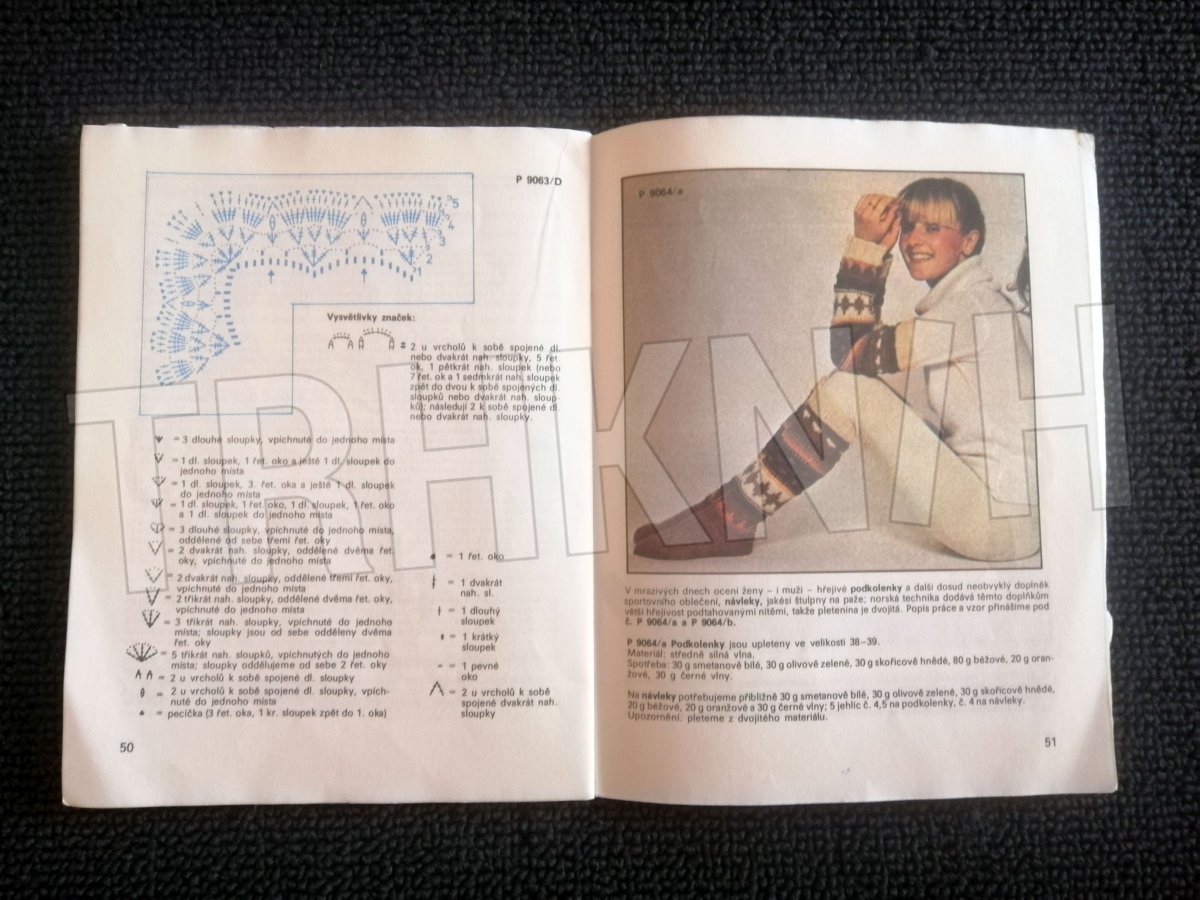 P 9063/D
5
4
3
2
1
Vysvětlivky značek:
= 2 u vrcholů k sobě spojené dl.
nebo dvakrát nah. sloupky, 5 řet.
ok, 1 pětkrát nah. sloupek (nebo
7 řet. ok a 1 sedmkrát nah. sloupek
zpět do dvou k sobě spojených dl.
sloupků nebo dvakrát nah. sloup-
ků); následují 2 k sobě spojené dl.
nebo dvakrát nah. sloupky.
= 3 dlouhé sloupky, vpíchnuté do jednoho místa
= 1 dl. sloupek, 1 řet. oko a ještě 1 dl. sloupek do
jednoho místa
= 1 dl. sloupek, 3. řet. oka a ještě 1 dl. sloupek
do jednoho místa
= 1 dl. sloupek, 1 řet. oko, 1 dl. sloupek, 1 řet. oko
a 1 dl. sloupek do jednoho místa
= 3 dlouhé sloupky, vpíchnuté do jednoho místa,
oddělené od sebe třemi řet. oky
= 2 dvakrát nah. sloupky, oddělené dvěma řet.
oky, vpíchnuté do jednoho místa
= 2 dvakrát nah. sloupky, oddělené třemi řet. oky,
vpíchnuté do jednoho místa
= 2 třikrát nah. sloupky, oddělené dvěma řet. oky,
vpíchnuté do jednoho místa
= 3 třikrát nah. sloupky, vpíchnuté do jednoho
místa; sloupky jsou od sebe odděleny dvěma
řet. oky
= 5 třikrát nah. sloupků, vpíchnutých do jednoho
místa; sloupky oddělujeme od sebe 2 řet. oky
= 2 u vrcholů k sobě spojené dl. sloupky
= 2 u vrcholů k sobě spojené dl. sloupky, vpích-
nuté do jednoho místa
= pecička (3 řet. oka, 1 kr. sloupek zpět do 1. oka)
= 1 řet. oko
= 1 dvakrát
nah. sl.
= 1 dlouhý
sloupek
= 1 krátký
sloupek
= 1 pevné
oko
= 2 u vrcholů k sobě
spojené dvakrát nah.
sloupky
50
P 9064/a
V mrazivých dnech ocení ženy – i muži – hřejivé podkolenky a další dosud neobvyklý doplněk
sportovního oblečení, návleky, jakési štulpny na paže; norská technika dodává těmto doplňkům
větší hřejivost podtahovanými nitěmi, takže pletenina je dvojitá. Popis práce a vzor přinášíme pod
č. P 9064/a a P 9064/b.
P 9064/a Podkolenky jsou upleteny ve velikosti 38–39.
Materiál: středně silná vlna.
Spotřeba: 30 g smetanově bílé, 30 g olivově zelené, 30 g skořicově hnědé, 80 g béžové, 20 g oran-
žové, 30 g černé vlny.
Na návleky potřebujeme přibližně 30 g smetanově bílé, 30 g olivově zelené, 30 g skořicově hnědé,
20 g béžové, 20 g oranžové a 30 g černé vlny; 5 jehlic č. 4,5 na podkolenky, č. 4 na návleky.
Upozornění: pleteme z dvojitého materiálu.
51
TRHKNIH